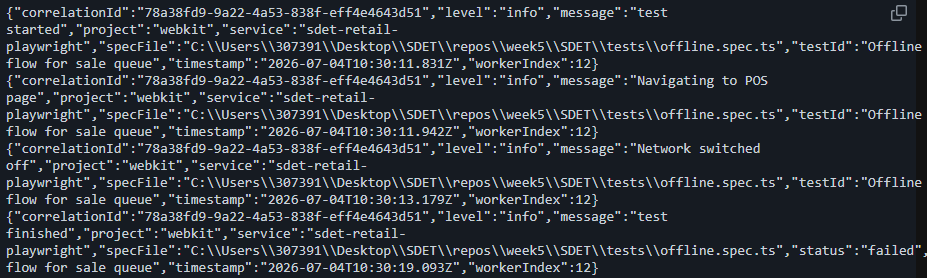 {"correlationId":"78a38fd9-9a22-4a53-838f-eff4e4643d51","level":"info","message":"test
started","project":"webkit","service":"sdet-retail-
playwright","specFile":"C:\\Users\\307391\\Desktop\\SDET\\repos\\week5\\SDET\\tests\\offline.spec.ts","testId":"Offline
flow for sale queue","timestamp":"2026-07-04T10:30:11.831Z","workerIndex":12}
{"correlationId":"78a38fd9-9a22-4a53-838f-eff4e4643d51","level":"info","message":"Navigating to POS
page","project":"webkit","service":"sdet-retail-
playwright","specFile":"C:\\Users\\307391\\Desktop\\SDET\\repos\\week5\\SDET\\tests\\offline.spec.ts","testId":"Offline
flow for sale queue","timestamp":"2026-07-04T10:30:11.942Z","workerIndex":12}
{"correlationId":"78a38fd9-9a22-4a53-838f-eff4e4643d51","level":"info","message":"Network switched
off","project":"webkit","service":"sdet-retail-
playwright","specFile":"C:\\Users\\307391\\Desktop\\SDET\\repos\\week5\\SDET\\tests\\offline.spec.ts","testId":"Offline
flow for sale queue","timestamp":"2026-07-04T10:30:13.179Z","workerIndex":12}
{"correlationId":"78a38fd9-9a22-4a53-838f-eff4e4643d51","level":"info","message":"test
finished","project":"webkit","service":"sdet-retail-
playwright","specFile":"C:\\Users\\307391\\Desktop\\SDET\\repos\\week5\\SDET\\tests\\offline.spec.ts","status":"failed",
flow for sale queue","timestamp":"2026-07-04T10:30:19.093Z","workerIndex":12}